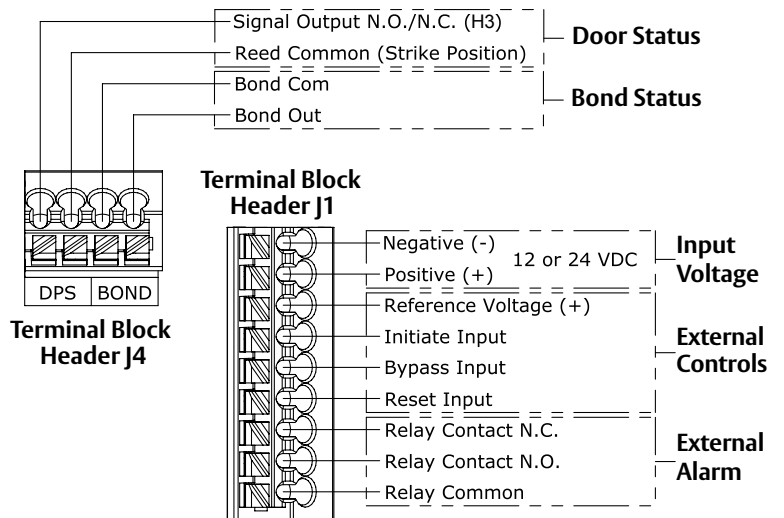 Signal Output N.O./N.C. (H3)
Reed Common (Strike Position)
Door Status
Bond Com
Bond Out
Bond Status
DPS
BOND
Terminal Block
Header J4
Terminal Block
Header J1
Negative (-)
Positive (+)
12 or 24 VDC
Input
Voltage
Reference Voltage (+)
Initiate Input
Bypass Input
Reset Input
External
Controls
Relay Contact N.C.
Relay Contact N.O.
Relay Common
External
Alarm